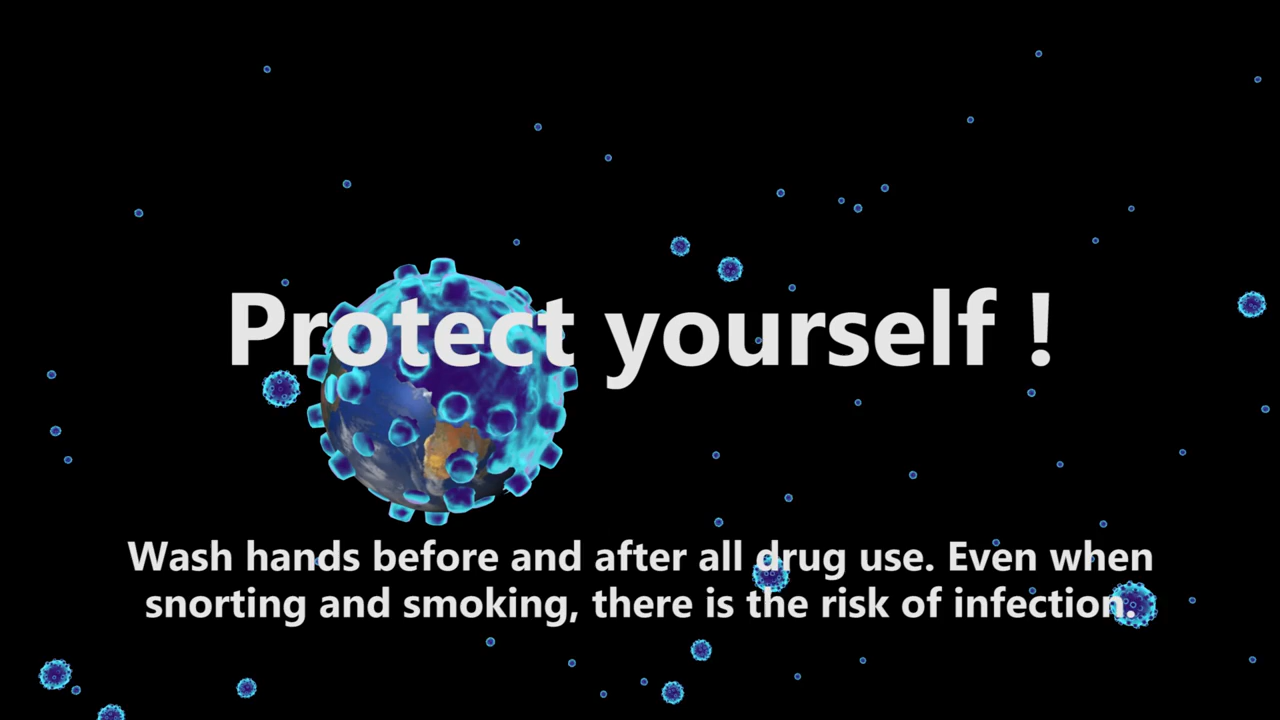 Protect yourself !
Wash hands before and after all drug use. Even when
snorting and smoking, there is the risk of infection.